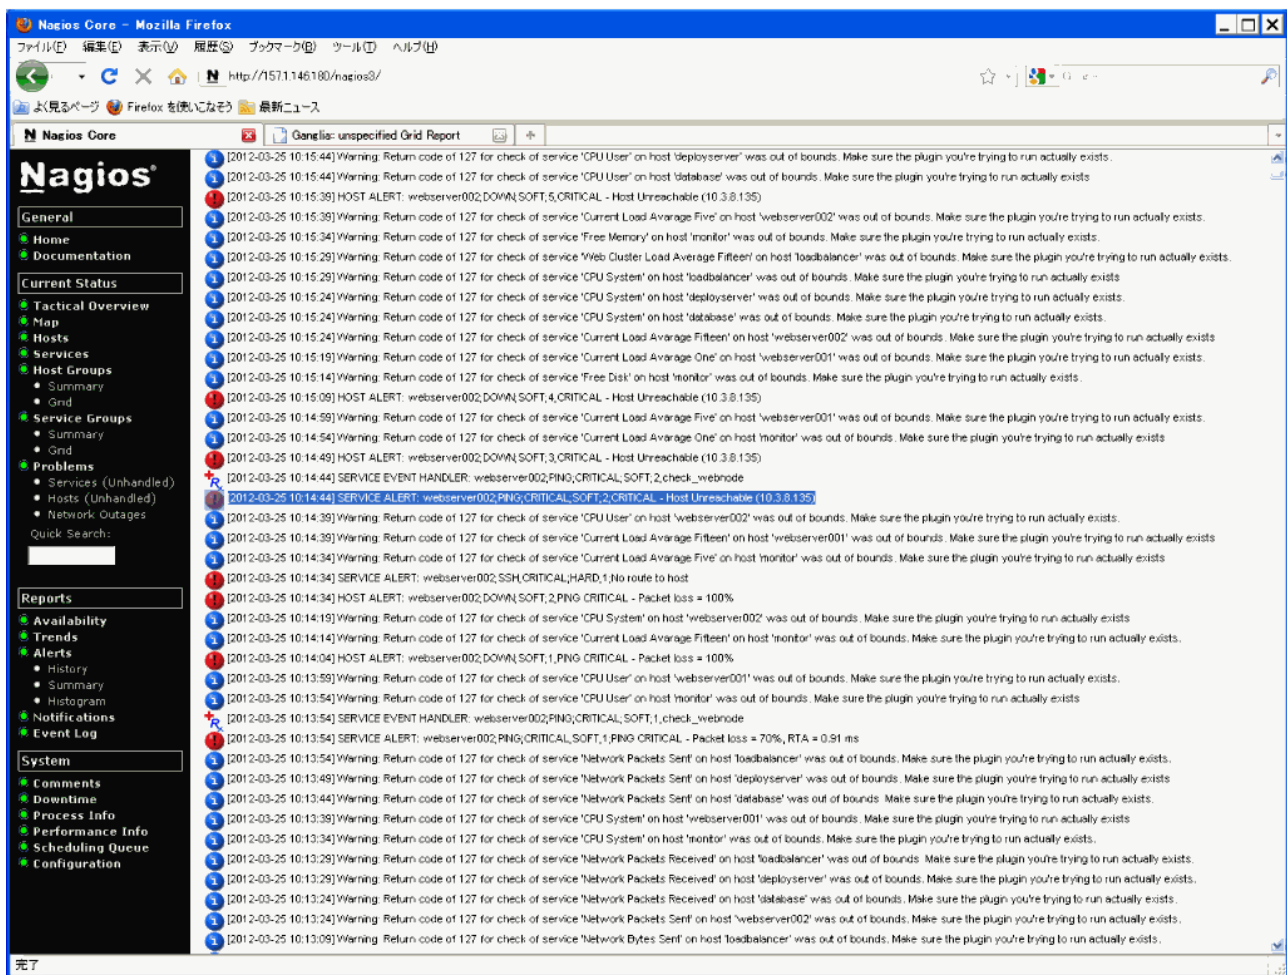 Nagios Core - Mozilla Firefox
ファイル(F) 編集(E) 表示(V) 履歴(S) ブックマーク(B) ツール(T) ヘルプ(H)
http://157.1.146.180/nagios3/
よく見るページ Firefox を使いこなそう 最新ニュース
Nagios Core Ganglia: unspecified Grid Report
Nagios®
General
Home
Documentation
Current Status
Tactical Overview
Map
Hosts
Services
Host Groups
Summary
Grid
Service Groups
Summary
Grid
Problems
Services (Unhandled)
Hosts (Unhandled)
Network Outages
Quick Search:
Reports
Availability
Trends
Alerts
History
Summary
Histogram
Notifications
Event Log
System
Comments
Downtime
Process Info
Performance Info
Scheduling Queue
Configuration
[2012-03-25 10:15:44] Warning: Return code of 127 for check of service 'CPU User' on host 'deployserver' was out of bounds. Make sure the plugin you're trying to run actually exists.
[2012-03-25 10:15:44] Warning: Return code of 127 for check of service 'CPU User' on host 'database' was out of bounds. Make sure the plugin you're trying to run actually exists
[2012-03-25 10:15:39] HOST ALERT: webserver002;DOWN;SOFT;5,CRITICAL - Host Unreachable (10.3.8.135)
[2012-03-25 10:15:39] Warning: Return code of 127 for check of service 'Current Load Avarage Five' on host 'webserver002' was out of bounds. Make sure the plugin you're trying to run actually exists.
[2012-03-25 10:15:34] Warning: Return code of 127 for check of service 'Free Memory' on host 'monitor' was out of bounds. Make sure the plugin you're trying to run actually exists.
[2012-03-25 10:15:29] Warning: Return code of 127 for check of service 'Web Cluster Load Average Fifteen' on host 'loadbalancer' was out of bounds. Make sure the plugin you're trying to run actually exists.
[2012-03-25 10:15:29] Warning: Return code of 127 for check of service 'CPU System' on host 'loadbalancer' was out of bounds. Make sure the plugin you're trying to run actually exists
[2012-03-25 10:15:24] Warning: Return code of 127 for check of service 'CPU System' on host 'deployserver' was out of bounds. Make sure the plugin you're trying to run actually exists.
[2012-03-25 10:15:24] Warning: Return code of 127 for check of service 'CPU System' on host 'database' was out of bounds. Make sure the plugin you're trying to run actually exists.
[2012-03-25 10:15:24] Warning: Return code of 127 for check of service 'Current Load Avarage Fifteen' on host 'webserver002' was out of bounds. Make sure the plugin you're trying to run actually exists
[2012-03-25 10:15:19] Warning: Return code of 127 for check of service 'Current Load Avarage One' on host 'webserver001' was out of bounds. Make sure the plugin you're trying to run actually exists
[2012-03-25 10:15:14] Warning: Return code of 127 for check of service 'Free Disk' on host 'monitor' was out of bounds. Make sure the plugin you're trying to run actually exists.
[2012-03-25 10:15:09] HOST ALERT: webserver002;DOWN;SOFT;4,CRITICAL - Host Unreachable (10.3.8.135)
[2012-03-25 10:14:59] Warning: Return code of 127 for check of service 'Current Load Avarage Five' on host 'webserver001' was out of bounds. Make sure the plugin you're trying to run actually exists.
[2012-03-25 10:14:54] Warning: Return code of 127 for check of service 'Current Load Avarage One' on host 'monitor' was out of bounds. Make sure the plugin you're trying to run actually exists
[2012-03-25 10:14:49] HOST ALERT: webserver002;DOWN;SOFT;3,CRITICAL - Host Unreachable (10.3.8.135)
[2012-03-25 10:14:44] SERVICE EVENT HANDLER: webserver002;PING;CRITICAL;SOFT;2,check_webnode
[2012-03-25 10:14:44] SERVICE ALERT: webserver002;PING;CRITICAL;SOFT;2,CRITICAL - Host Unreachable (10.3.8.135)
[2012-03-25 10:14:39] Warning: Return code of 127 for check of service 'CPU User' on host 'webserver002' was out of bounds. Make sure the plugin you're trying to run actually exists.
[2012-03-25 10:14:39] Warning: Return code of 127 for check of service 'Current Load Avarage Fifteen' on host 'webserver001' was out of bounds. Make sure the plugin you're trying to run actually exists
[2012-03-25 10:14:34] Warning: Return code of 127 for check of service 'Current Load Avarage Five' on host 'monitor' was out of bounds. Make sure the plugin you're trying to run actually exists
[2012-03-25 10:14:34] SERVICE ALERT: webserver002;SSH,CRITICAL;HARD,1;No route to host
[2012-03-25 10:14:34] HOST ALERT: webserver002;DOWN;SOFT;2,PING CRITICAL - Packet loss = 100%
[2012-03-25 10:14:19] Warning: Return code of 127 for check of service 'CPU System' on host 'webserver002' was out of bounds. Make sure the plugin you're trying to run actually exists
[2012-03-25 10:14:14] Warning: Return code of 127 for check of service 'Current Load Avarage Fifteen' on host 'monitor' was out of bounds. Make sure the plugin you're trying to run actually exists.
[2012-03-25 10:14:04] HOST ALERT: webserver002;DOWN;SOFT;1,PING CRITICAL - Packet loss = 100%
[2012-03-25 10:13:59] Warning: Return code of 127 for check of service 'CPU User' on host 'webserver001' was out of bounds. Make sure the plugin you're trying to run actually exists.
[2012-03-25 10:13:54] Warning: Return code of 127 for check of service 'CPU User' on host 'monitor' was out of bounds. Make sure the plugin you're trying to run actually exists
[2012-03-25 10:13:54] SERVICE EVENT HANDLER: webserver002;PING;CRITICAL;SOFT;1,check_webnode
[2012-03-25 10:13:54] SERVICE ALERT: webserver002;PING;CRITICAL,SOFT,1;PING CRITICAL - Packet loss = 70%, RTA = 0.91 ms
[2012-03-25 10:13:54] Warning: Return code of 127 for check of service 'Network Packets Sent' on host 'loadbalancer' was out of bounds. Make sure the plugin you're trying to run actually exists.
[2012-03-25 10:13:49] Warning: Return code of 127 for check of service 'Network Packets Sent' on host 'deployserver' was out of bounds. Make sure the plugin you're trying to run actually exists
[2012-03-25 10:13:44] Warning: Return code of 127 for check of service 'Network Packets Sent' on host 'database' was out of bounds Make sure the plugin you're trying to run actually exists.
[2012-03-25 10:13:39] Warning: Return code of 127 for check of service 'CPU System' on host 'webserver001' was out of bounds. Make sure the plugin you're trying to run actually exists
[2012-03-25 10:13:34] Warning: Return code of 127 for check of service 'CPU System' on host 'monitor' was out of bounds. Make sure the plugin you're trying to run actually exists.
[2012-03-25 10:13:29] Warning: Return code of 127 for check of service 'Network Packets Received' on host 'loadbalancer' was out of bounds Make sure the plugin you're trying to run actually exists.
[2012-03-25 10:13:29] Warning: Return code of 127 for check of service 'Network Packets Received' on host 'deployserver' was out of bounds. Make sure the plugin you're trying to run actually exists.
[2012-03-25 10:13:24] Warning: Return code of 127 for check of service 'Network Packets Received' on host 'database' was out of bounds. Make sure the plugin you're trying to run actually exists
[2012-03-25 10:13:24] Warning: Return code of 127 for check of service 'Network Packets Sent' on host 'webserver002' was out of bounds. Make sure the plugin you're trying to run actually exists.
[2012-03-25 10:13:09] Warning: Return code of 127 for check of service 'Network Bytes Sent' on host 'loadbalancer' was out of bounds. Make sure the plugin you're trying to run actually exists.
完了